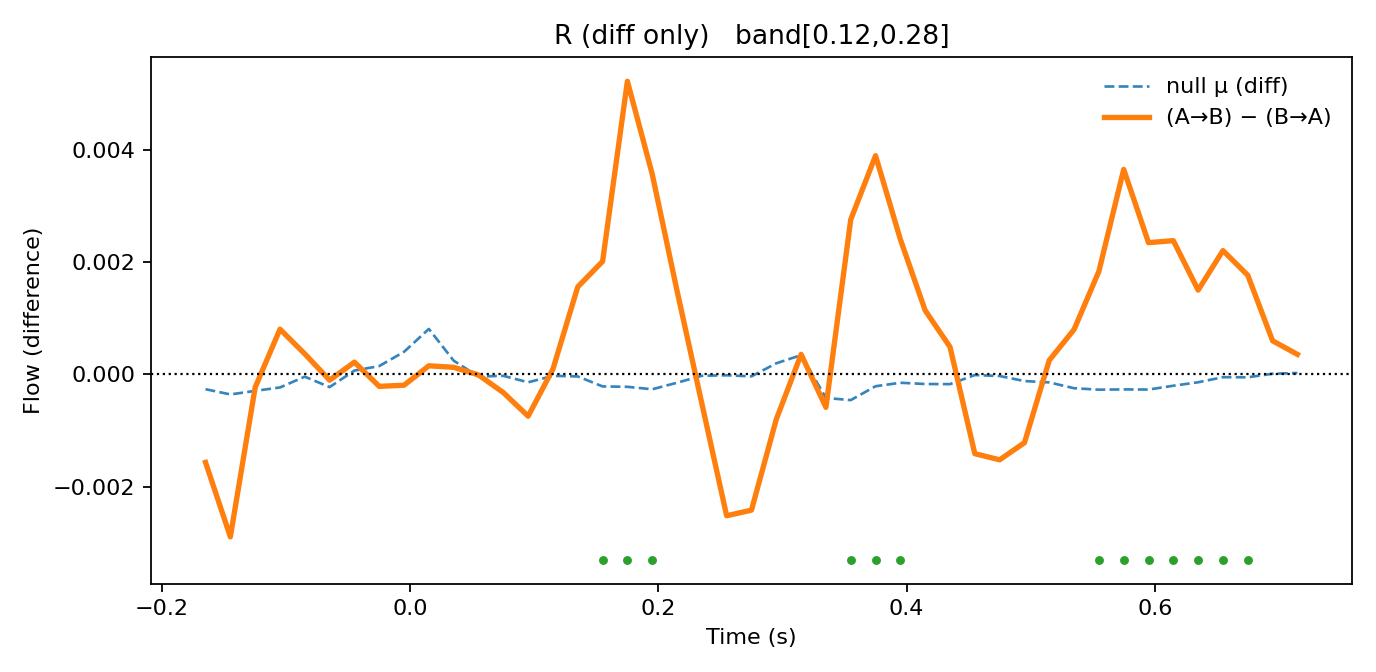 R (diff only)   band[0.12,0.28]
null μ (diff)
(A→B) − (B→A)
Flow (difference)
0.004
0.002
0.000
−0.002
−0.2
0.0
0.2
0.4
0.6
Time (s)